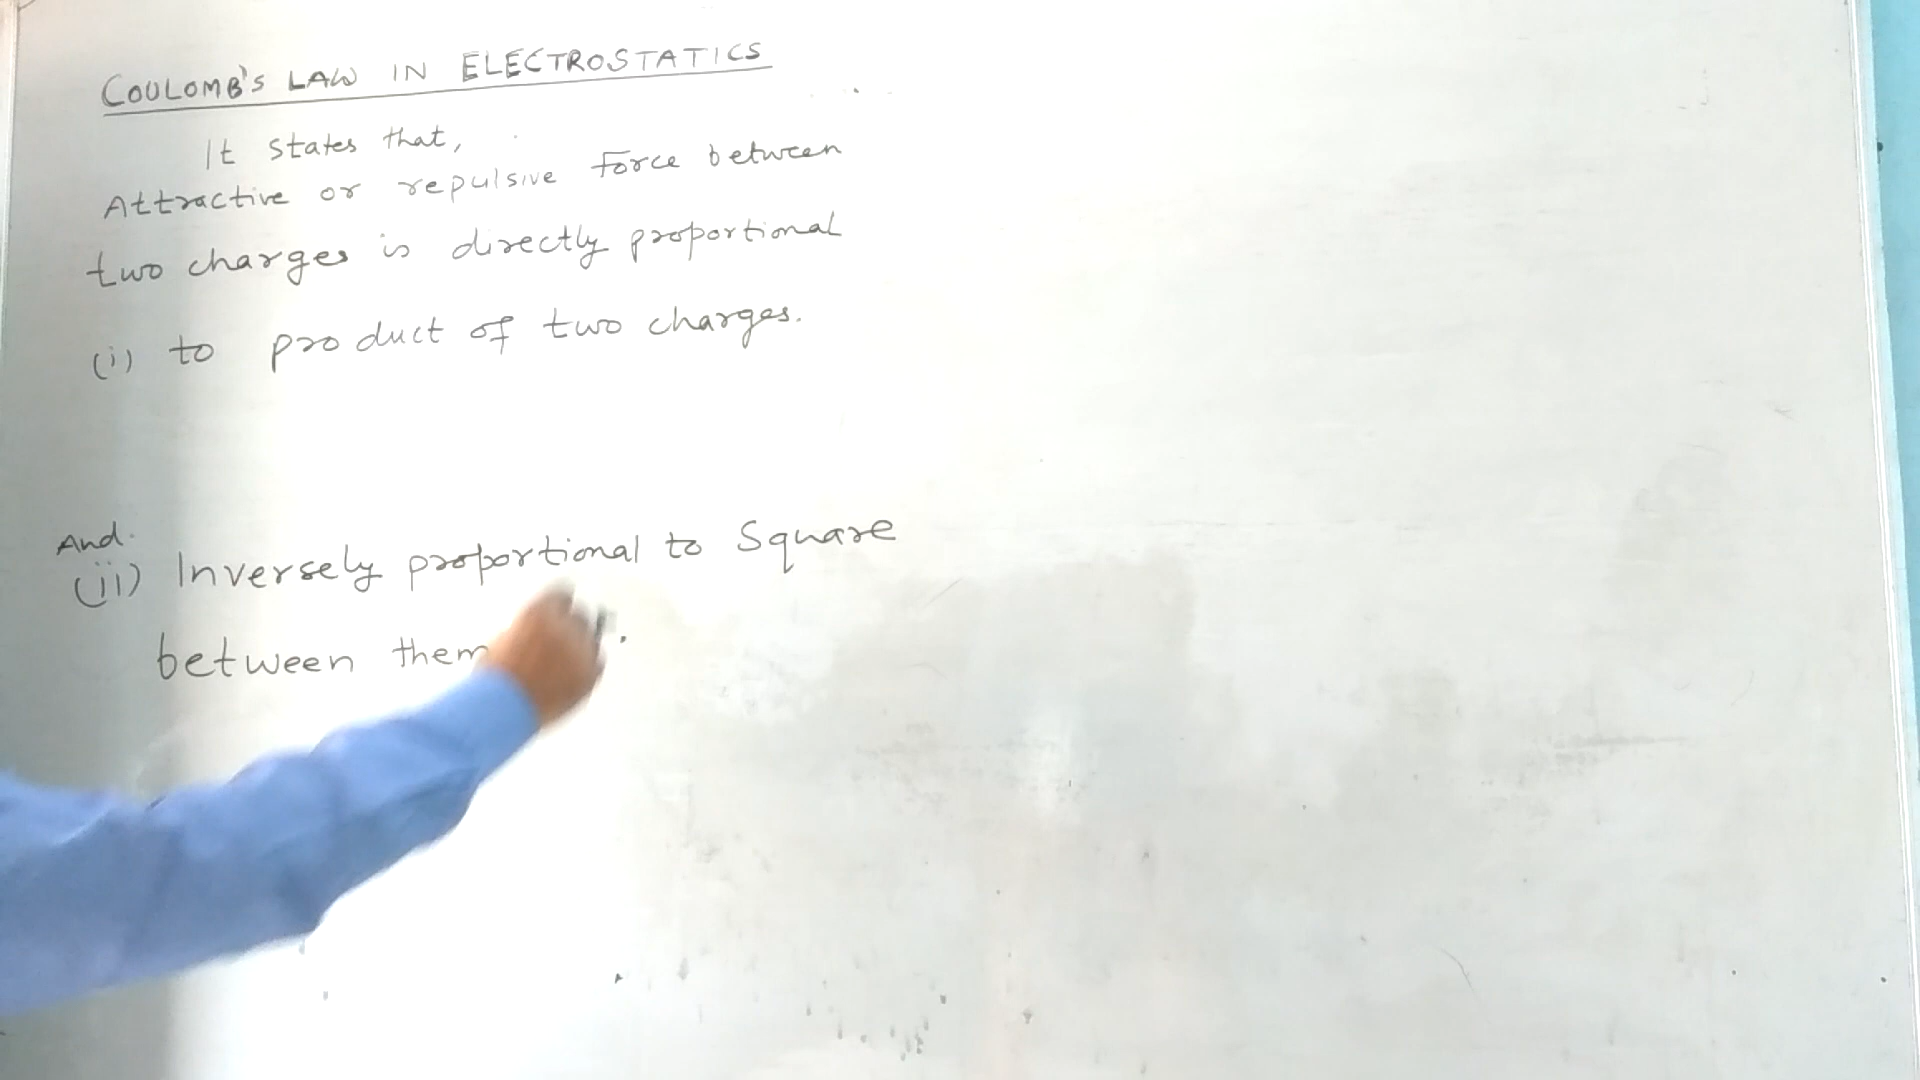 COULOMB'S LAW IN ELECTROSTATICS
It states that,
Attractive or repulsive Force between
two charges is directly proportional
(i) to product of two charges.
And.
(ii) Inversely proportional to Square
between them